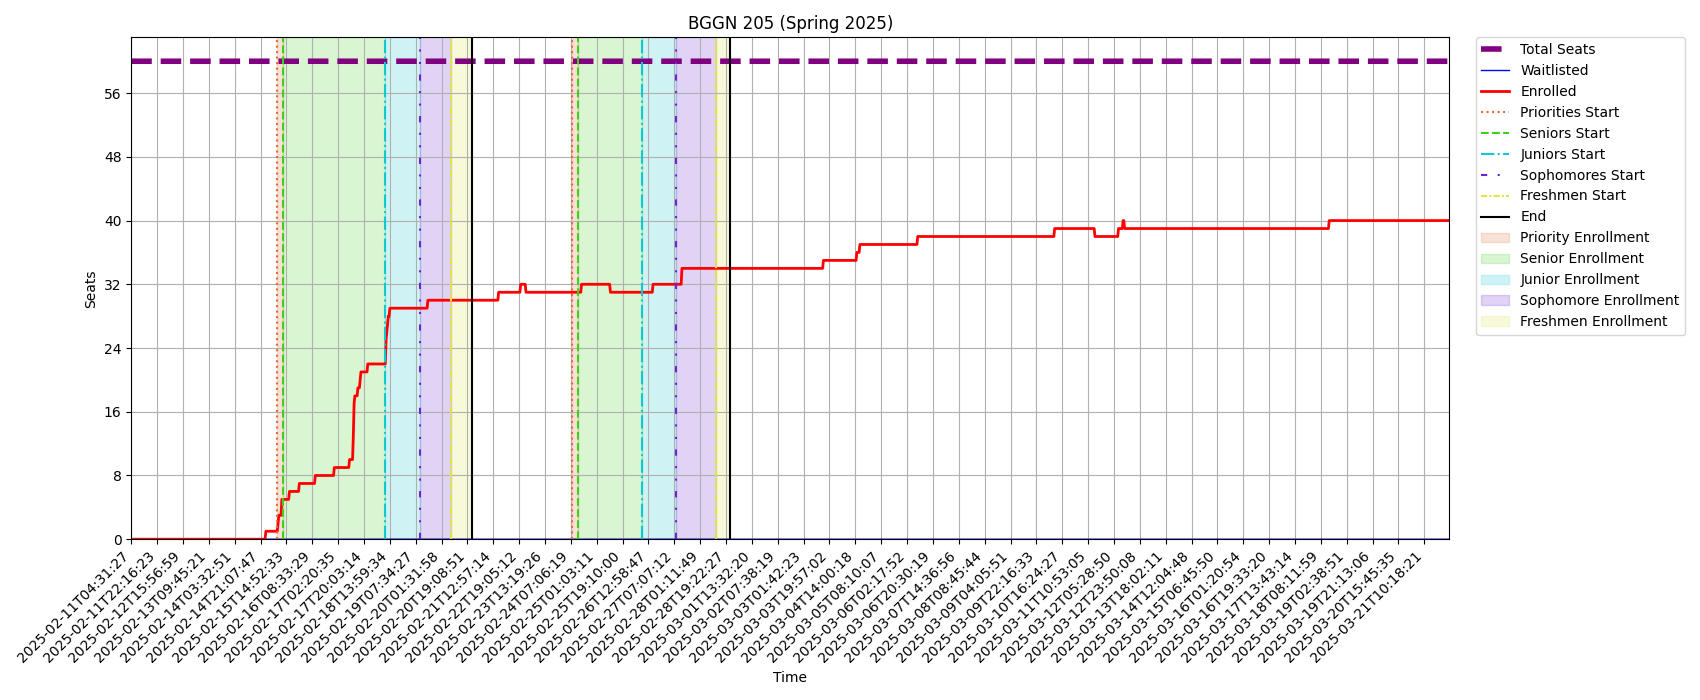 BGGN 205 (Spring 2025)
Total Seats
Waitlisted
Enrolled
Priorities Start
Seniors Start
Juniors Start
Sophomores Start
Freshmen Start
End
Priority Enrollment
Senior Enrollment
Junior Enrollment
Sophomore Enrollment
Freshmen Enrollment
Seats
56
48
40
32
24
16
8
0
2025-02-11T04:31:27
2025-02-11T22:16:23
2025-02-12T15:56:59
2025-02-13T09:45:21
2025-02-14T03:32:51
2025-02-14T21:07:47
2025-02-15T14:52:33
2025-02-16T08:33:29
2025-02-17T02:20:35
2025-02-17T20:03:14
2025-02-18T13:59:34
2025-02-19T07:34:27
2025-02-20T01:31:58
2025-02-20T19:08:51
2025-02-21T12:57:14
2025-02-22T19:05:12
2025-02-23T13:19:26
2025-02-24T07:06:19
2025-02-25T01:03:11
2025-02-25T19:10:00
2025-02-26T12:58:47
2025-02-27T07:07:12
2025-02-28T01:11:49
2025-02-28T19:22:27
2025-03-01T13:32:20
2025-03-02T07:38:19
2025-03-03T01:42:23
2025-03-03T19:57:02
2025-03-04T14:00:18
2025-03-05T08:10:07
2025-03-06T02:17:52
2025-03-06T20:30:19
2025-03-07T14:36:56
2025-03-08T08:45:44
2025-03-09T04:05:51
2025-03-09T22:16:33
2025-03-10T16:24:27
2025-03-11T10:53:05
2025-03-12T05:28:50
2025-03-12T23:50:08
2025-03-13T18:02:11
2025-03-14T12:04:48
2025-03-15T06:45:50
2025-03-16T01:20:54
2025-03-16T19:33:20
2025-03-17T13:43:14
2025-03-18T08:11:59
2025-03-19T02:38:51
2025-03-19T21:13:06
2025-03-20T15:45:35
2025-03-21T10:18:21
Time